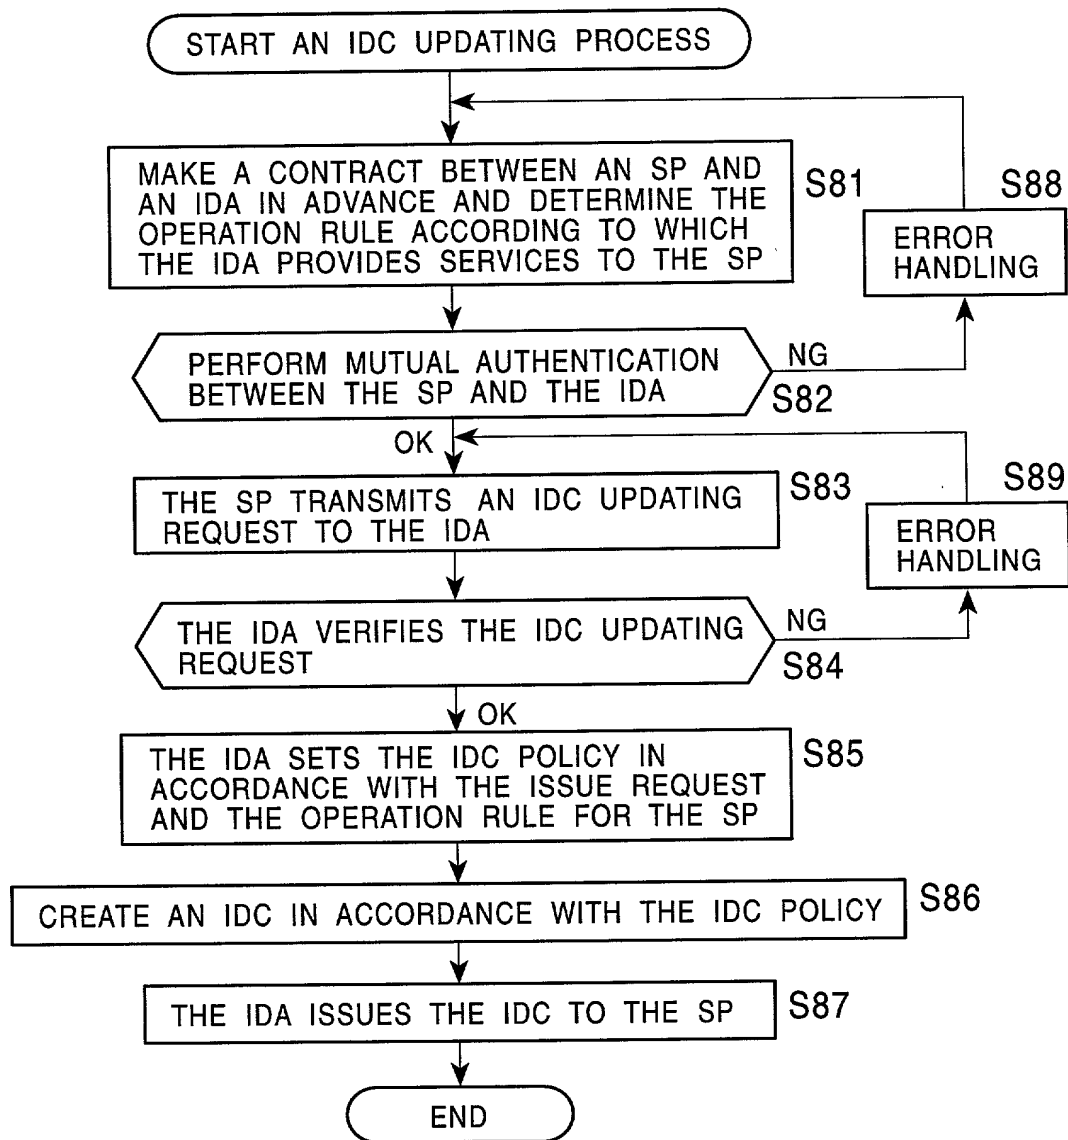 START AN IDC UPDATING PROCESS
MAKE A CONTRACT BETWEEN AN SP AND
AN IDA IN ADVANCE AND DETERMINE THE
OPERATION RULE ACCORDING TO WHICH
THE IDA PROVIDES SERVICES TO THE SP
S81
S88
ERROR
HANDLING
PERFORM MUTUAL AUTHENTICATION
BETWEEN THE SP AND THE IDA
NG
S82
OK
THE SP TRANSMITS AN IDC UPDATING
REQUEST TO THE IDA
S83
S89
ERROR
HANDLING
THE IDA VERIFIES THE IDC UPDATING
REQUEST
NG
S84
OK
THE IDA SETS THE IDC POLICY IN
ACCORDANCE WITH THE ISSUE REQUEST
AND THE OPERATION RULE FOR THE SP
S85
CREATE AN IDC IN ACCORDANCE WITH THE IDC POLICY
S86
THE IDA ISSUES THE IDC TO THE SP
S87
END